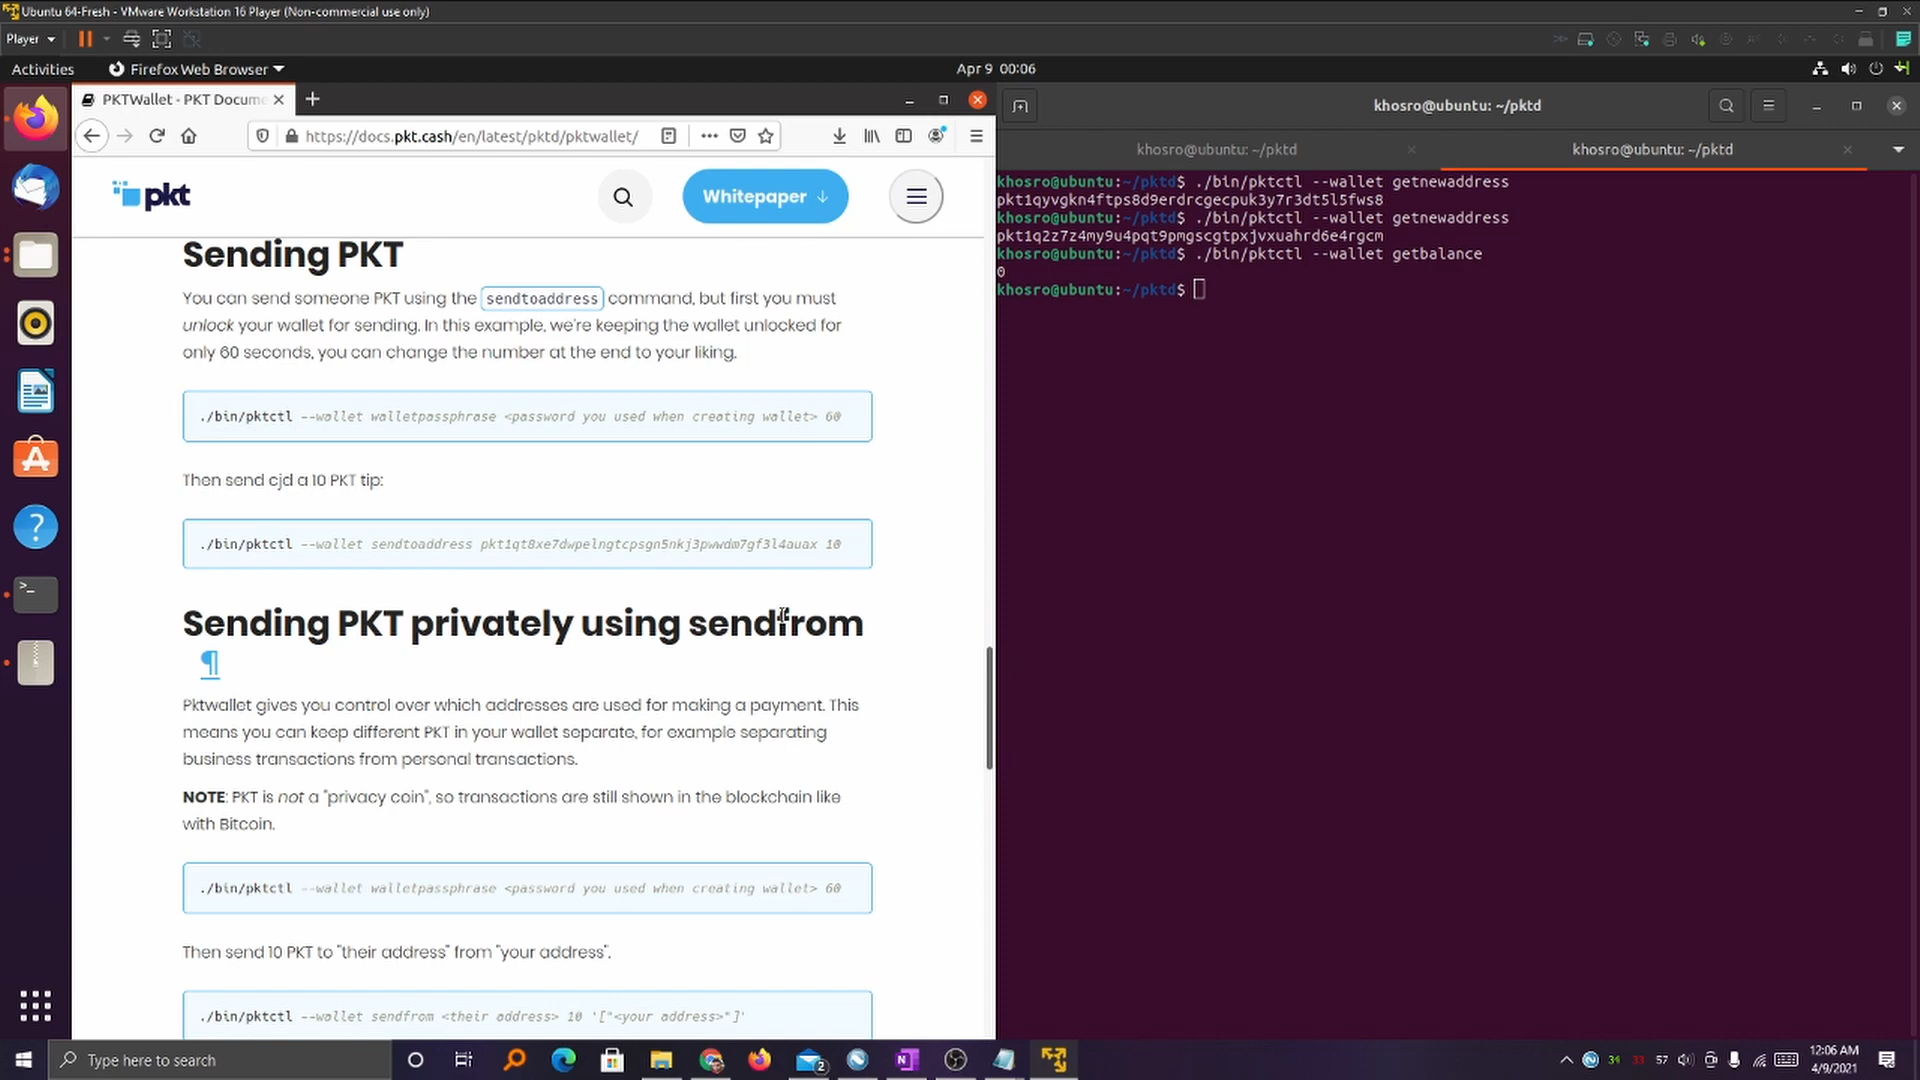 Ubuntu 64-Fresh - VMware Workstation 16 Player (Non-commercial use only)
Player
Activities
Firefox Web Browser
Apr 9 00:06
PKTWallet - PKT Docume
https://docs.pkt.cash/en/latest/pktd/pktwallet/
pkt
Whitepaper ↓
Sending PKT
You can send someone PKT using the sendtoaddress command, but first you must
unlock your wallet for sending. In this example, we're keeping the wallet unlocked for
only 60 seconds, you can change the number at the end to your liking.
./bin/pktctl --wallet walletpassphrase <password you used when creating wallet> 60
Then send cjd a 10 PKT tip:
./bin/pktctl --wallet sendtoaddress pkt1qt8xe7dwpelngtcpsgn5nkj3pwwdm7gf3l4auax 10
Sending PKT privately using sendfrom
¶
Pktwallet gives you control over which addresses are used for making a payment. This
means you can keep different PKT in your wallet separate, for example separating
business transactions from personal transactions.
NOTE: PKT is not a "privacy coin", so transactions are still shown in the blockchain like
with Bitcoin.
./bin/pktctl --wallet walletpassphrase <password you used when creating wallet> 60
Then send 10 PKT to "their address" from "your address".
./bin/pktctl --wallet sendfrom <their address> 10 '["<your address>"]'
khosro@ubuntu: ~/pktd
khosro@ubuntu: ~/pktd
khosro@ubuntu: ~/pktd
khosro@ubuntu:~/pktd$ ./bin/pktctl --wallet getnewaddress
pkt1qyvgkn4ftps8d9erdrcgecpuk3y7r3dt5l5fws8
khosro@ubuntu:~/pktd$ ./bin/pktctl --wallet getnewaddress
pkt1q2z7z4my9u4pqt9pmgscgtpxjvxuahrd6e4rgcm
khosro@ubuntu:~/pktd$ ./bin/pktctl --wallet getbalance
0
khosro@ubuntu:~/pktd$
Type here to search
2
34
33
57
12:06 AM
4/9/2021